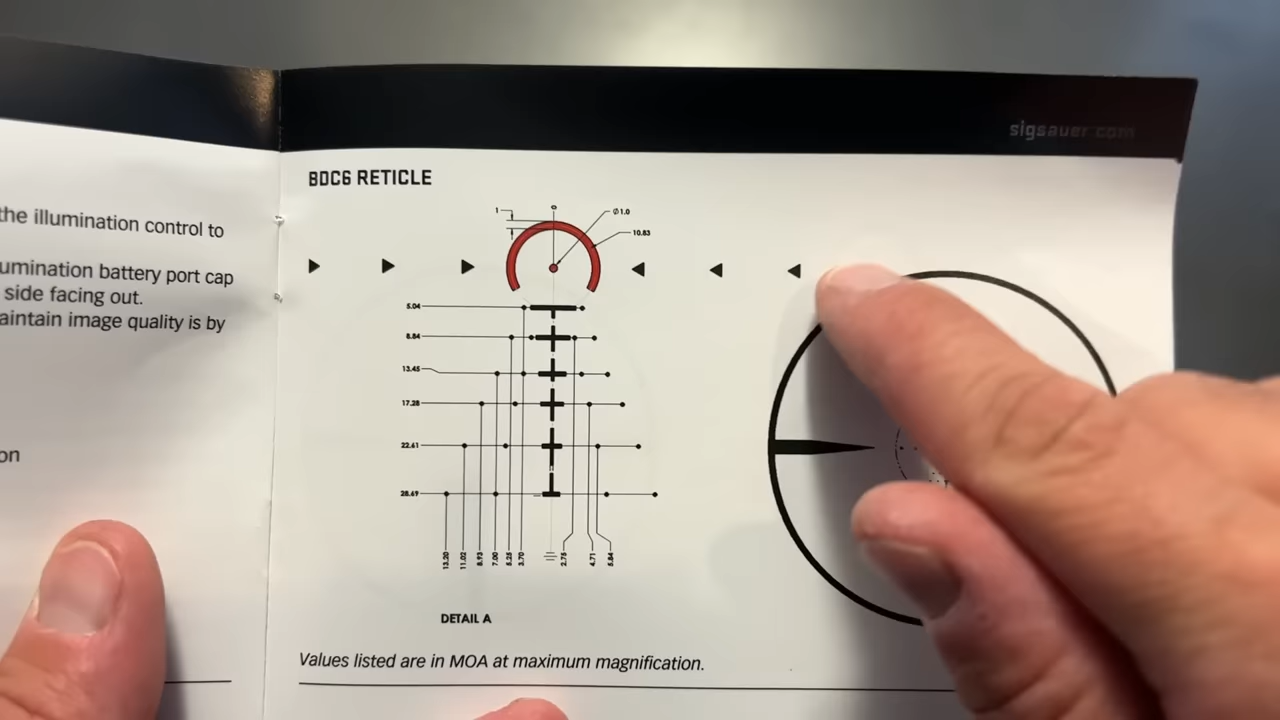 sigsauer.com
the illumination control to
umination battery port cap
side facing out.
aintain image quality is by
on
BDC6 RETICLE
1
0
Ø1.0
10.83
5.04
8.84
13.45
17.28
22.61
28.69
13.20
11.02
8.93
7.00
5.25
3.70
2.75
4.71
5.84
DETAIL A
Values listed are in MOA at maximum magnification.